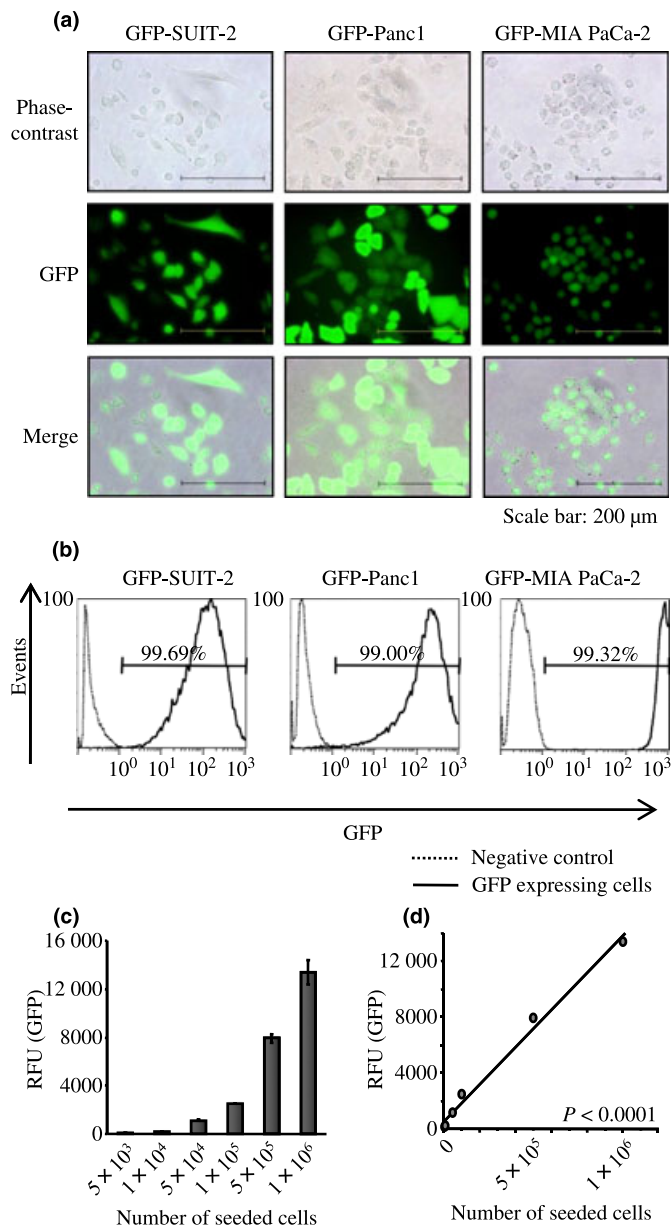 (a)
GFP-SUIT-2 GFP-Panc1 GFP-MIA PaCa-2
Phase-
contrast
GFP
Merge
Scale bar: 200 µm
(b)
GFP-SUIT-2 GFP-Panc1 GFP-MIA PaCa-2
100 100 100
Events
99.69% 99.00% 99.32%
10⁰ 10¹ 10² 10³ 10⁰ 10¹ 10² 10³ 10⁰ 10¹ 10² 10³
GFP
Negative control
GFP expressing cells
(c)
RFU (GFP)
16 000
12 000
8000
4000
0
5 × 10³ 1 × 10⁴ 5 × 10⁴ 1 × 10⁵ 5 × 10⁵ 1 × 10⁶
Number of seeded cells
(d)
RFU (GFP)
12 000
8000
4000
0
P < 0.0001
0 5 × 10⁵ 1 × 10⁶
Number of seeded cells